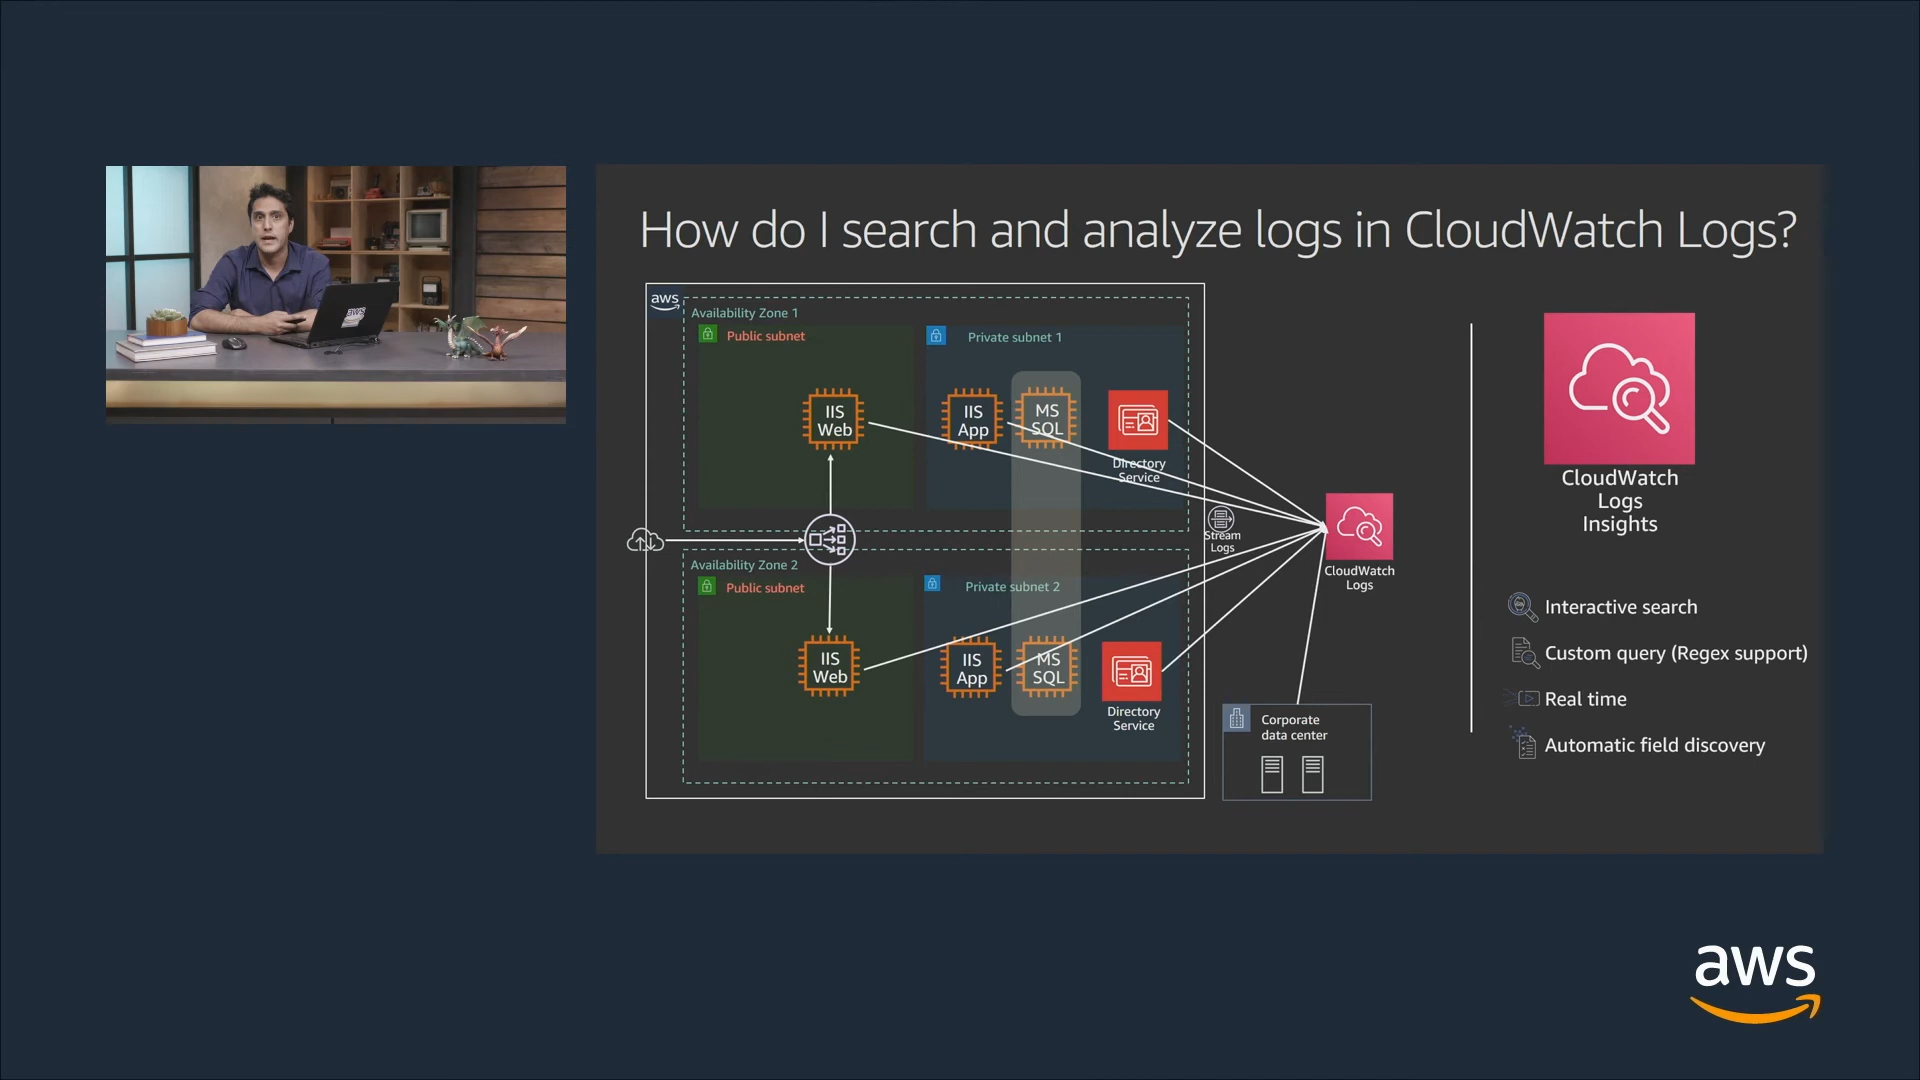 How do I search and analyze logs in CloudWatch Logs?
aws
Availability Zone 1
Public subnet
Private subnet 1
IIS
Web
IIS
App
MS
SQL
Directory
Service
Stream
Logs
CloudWatch
Logs
Availability Zone 2
Public subnet
Private subnet 2
IIS
Web
IIS
App
MS
SQL
Directory
Service
Corporate
data center
CloudWatch
Logs
Insights
Interactive search
Custom query (Regex support)
Real time
Automatic field discovery
aws
aws